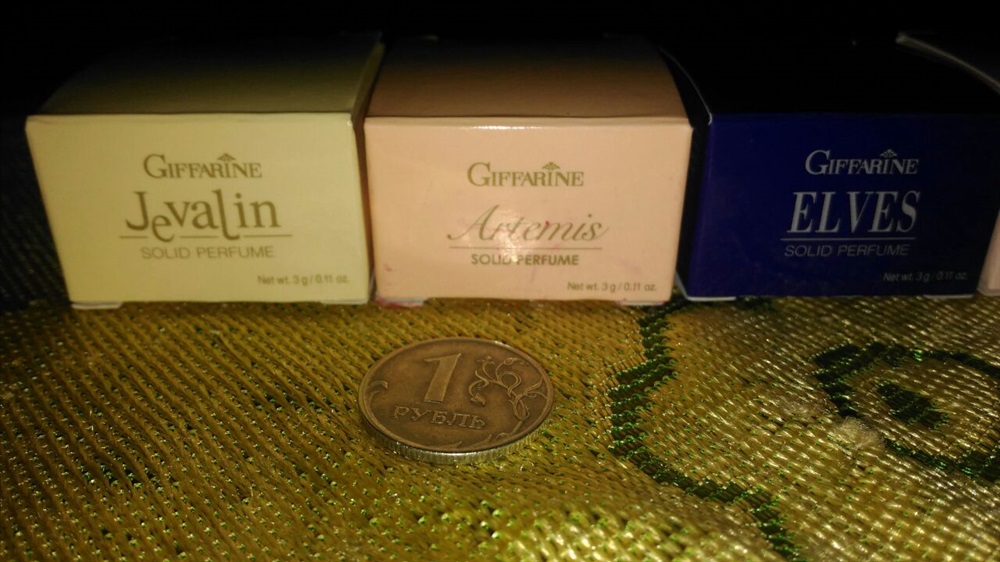 GIFFARINE
Jevalin
SOLID PERFUME
Net wt. 3 g / 0.11 oz.
GIFFARINE
Artemis
SOLID PERFUME
Net wt. 3 g / 0.11 oz.
GIFFARINE
ELVES
SOLID PERFUME
Net wt. 3 g / 0.11 oz.
1
РУБЛЬ